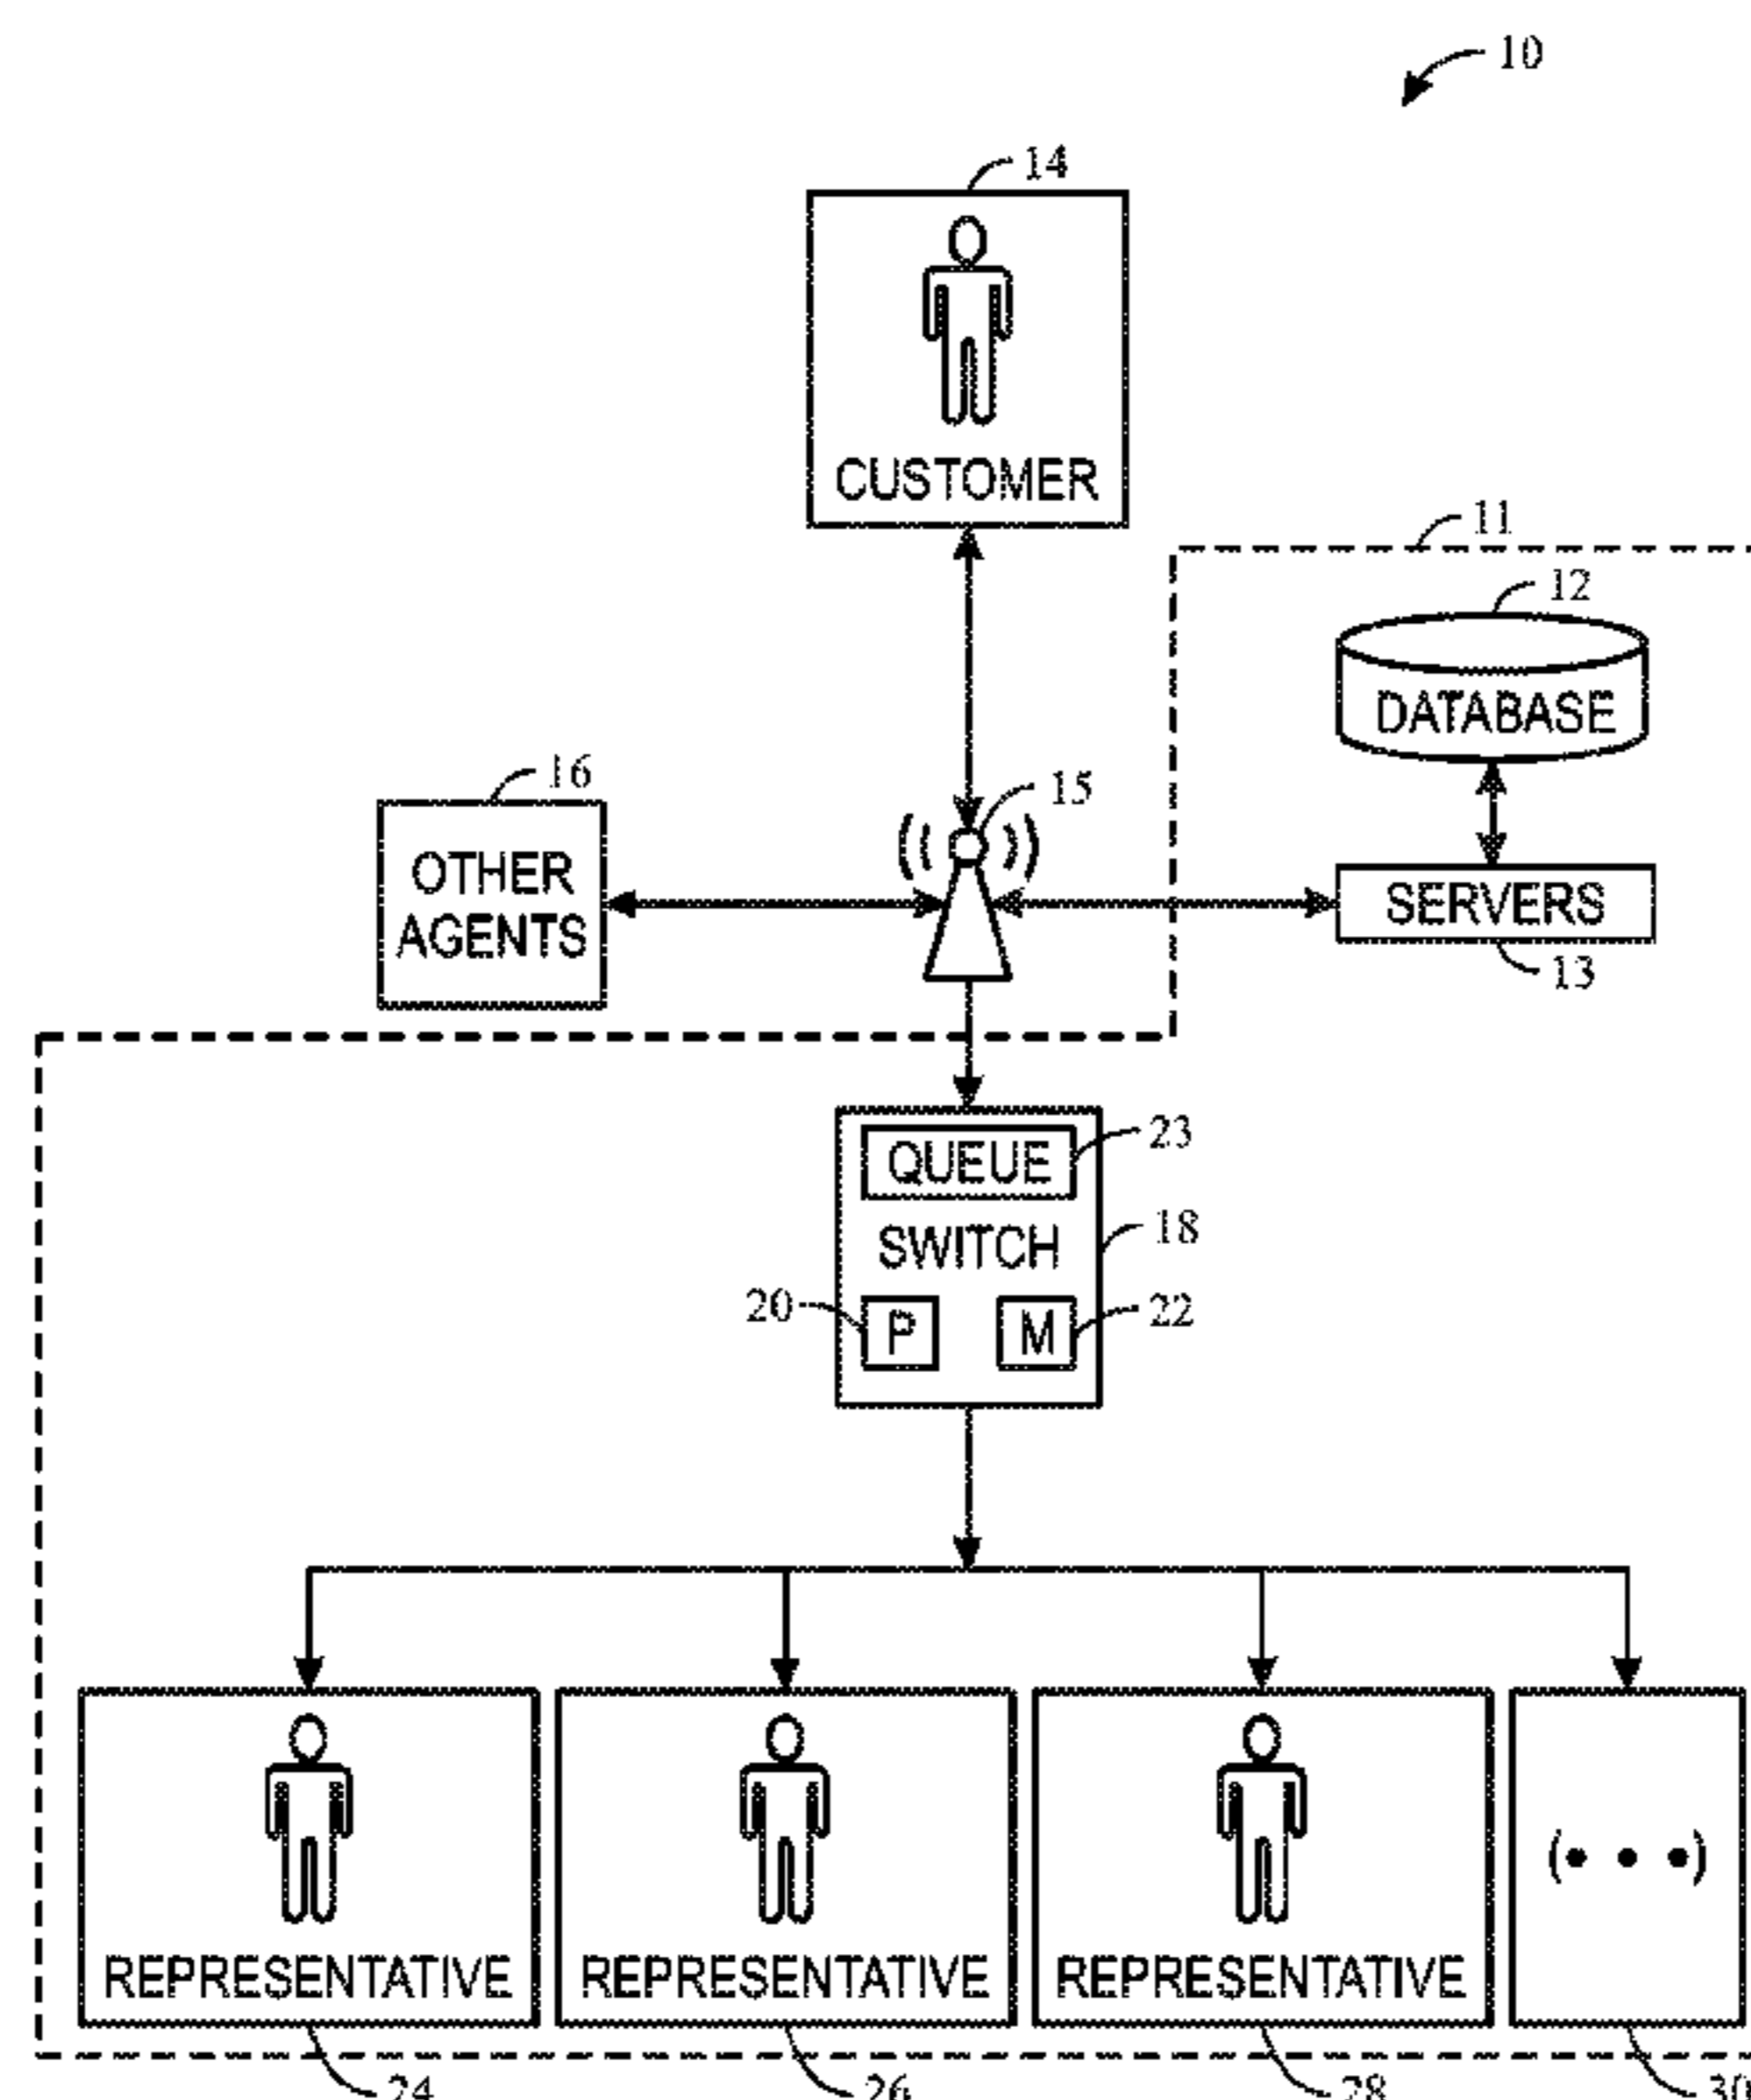 10
14
CUSTOMER
11
12
DATABASE
16
15
OTHER
AGENTS
SERVERS
13
QUEUE
23
SWITCH
18
20
P
M
22
(• • •)
REPRESENTATIVE
REPRESENTATIVE
REPRESENTATIVE
24
26
28
30